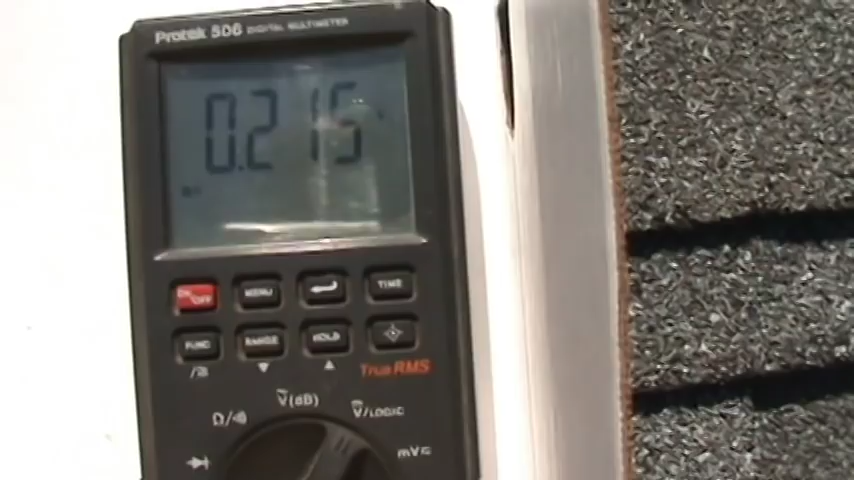 Protek 506 DIGITAL MULTIMETER
0.215
ON/OFF MENU TIME
FUNC RANGE HOLD
True RMS
V(dB)
Ω V/LOGIC
mV